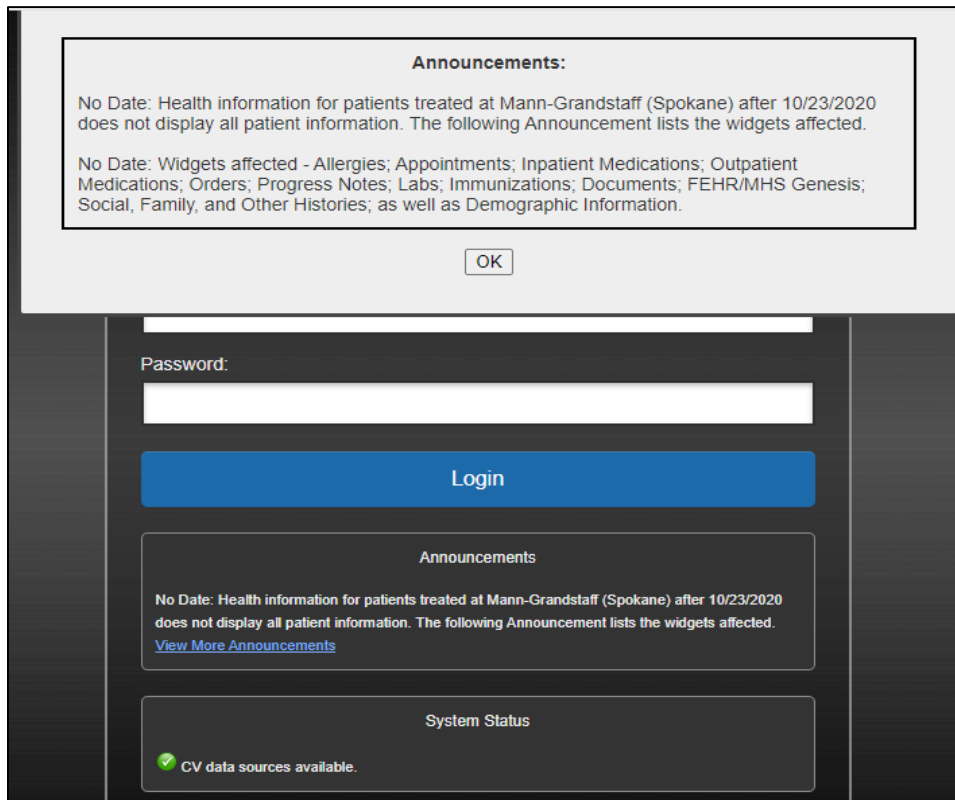 Announcements:
No Date: Health information for patients treated at Mann-Grandstaff (Spokane) after 10/23/2020
does not display all patient information. The following Announcement lists the widgets affected.
No Date: Widgets affected - Allergies; Appointments; Inpatient Medications; Outpatient
Medications; Orders; Progress Notes; Labs; Immunizations; Documents; FEHR/MHS Genesis;
Social, Family, and Other Histories; as well as Demographic Information.
OK
Password:
Login
Announcements
No Date: Health information for patients treated at Mann-Grandstaff (Spokane) after 10/23/2020
does not display all patient information. The following Announcement lists the widgets affected.
View More Announcements
System Status
CV data sources available.